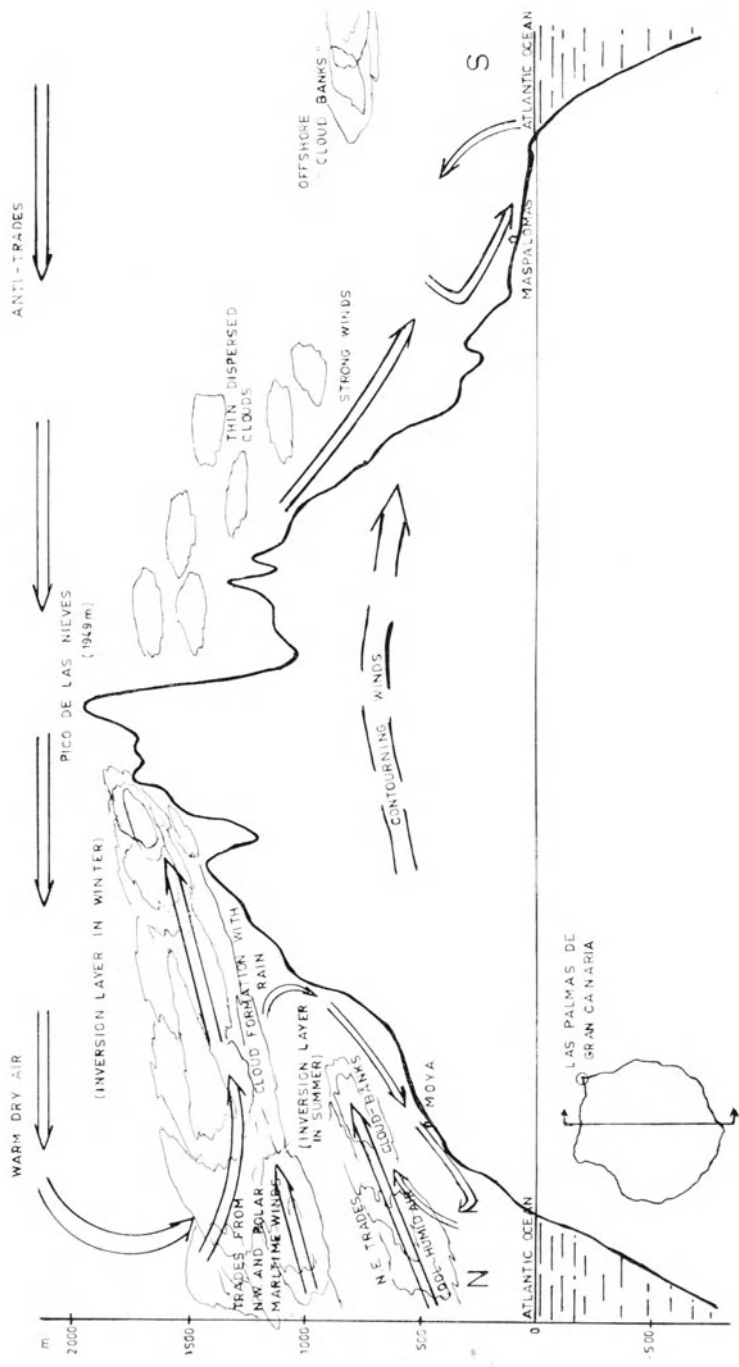 ANTI-TRADES
WARM DRY AIR
PICO DE LAS NIEVES
(1949 m)
(INVERSION LAYER IN WINTER)
OFFSHORE
"CLOUD BANKS"
THIN DISPERSED
CLOUDS
STRONG WINDS
CLOUD FORMATION WITH
RAIN
(INVERSION LAYER
IN SUMMER)
TRADES FROM
N.W AND POLAR
MARITIME WINDS
N.E TRADES
CLOUD-BANKS
COOL-HUMID AIR
CONTOURNING WINDS
MOYA
MASPALOMAS
N
S
ATLANTIC OCEAN
ATLANTIC OCEAN
LAS PALMAS DE
GRAN CANARIA
m
2000
1500
1000
500
0
-500